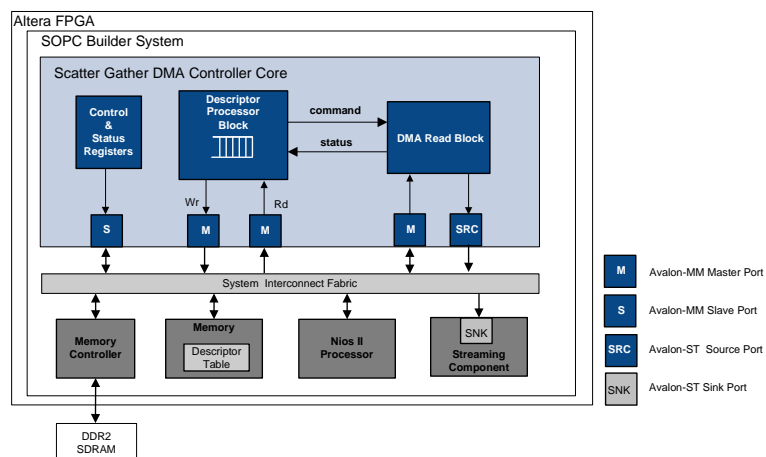 Altera FPGA
SOPC Builder System
Scatter Gather DMA Controller Core
Control
&
Status
Registers
Descriptor
Processor
Block
command
status
DMA Read Block
Wr
Rd
S
M
M
M
SRC
System Interconnect Fabric
Memory
Controller
Memory
Descriptor
Table
Nios II
Processor
SNK
Streaming
Component
DDR2
SDRAM
M
Avalon-MM Master Port
S
Avalon-MM Slave Port
SRC
Avalon-ST Source Port
SNK
Avalon-ST Sink Port